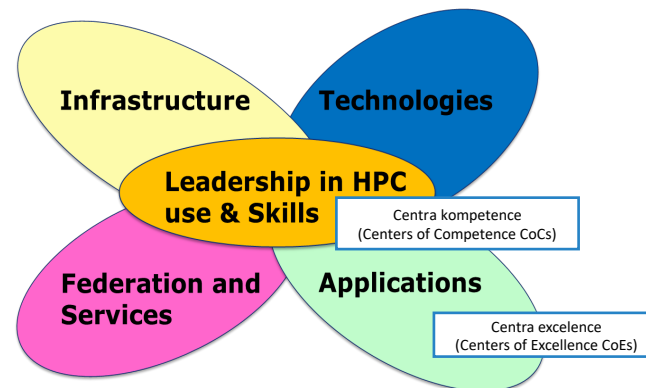 Infrastructure
Technologies
Leadership in HPC
use & Skills
Centra kompetence
(Centers of Competence CoCs)
Federation and
Services
Applications
Centra excelence
(Centers of Excellence CoEs)